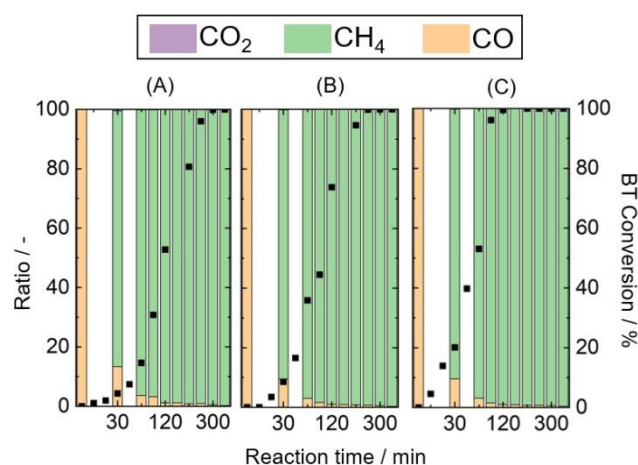 CO₂ CH₄ CO
(A) (B) (C)
100 100
80 80
60 60
40 40
20 20
0 0
30 120 300 30 120 300 30 120 300
Ratio / -
BT Conversion / %
Reaction time / min